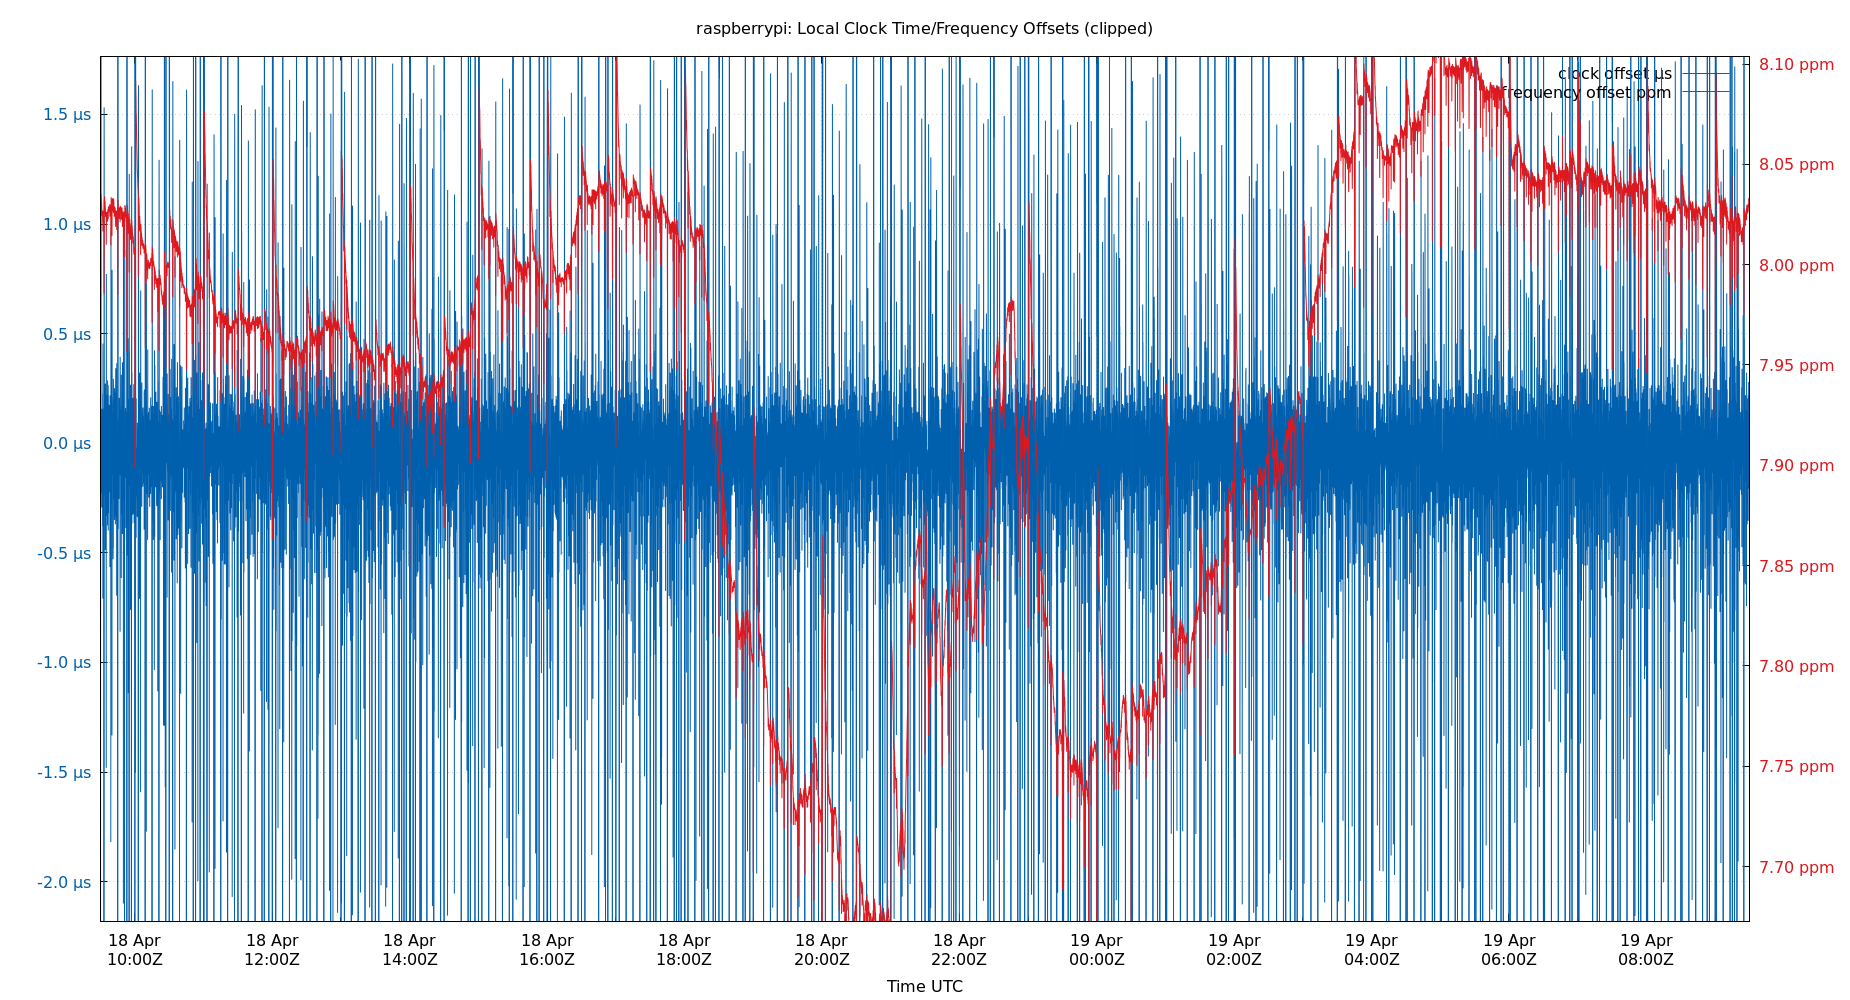 raspberrypi: Local Clock Time/Frequency Offsets (clipped)
clock offset µs
frequency offset ppm
1.5 µs
1.0 µs
0.5 µs
0.0 µs
-0.5 µs
-1.0 µs
-1.5 µs
-2.0 µs
8.10 ppm
8.05 ppm
8.00 ppm
7.95 ppm
7.90 ppm
7.85 ppm
7.80 ppm
7.75 ppm
7.70 ppm
18 Apr 18 Apr 18 Apr 18 Apr 18 Apr 18 Apr 18 Apr 19 Apr 19 Apr 19 Apr 19 Apr 19 Apr
10:00Z 12:00Z 14:00Z 16:00Z 18:00Z 20:00Z 22:00Z 00:00Z 02:00Z 04:00Z 06:00Z 08:00Z
Time UTC